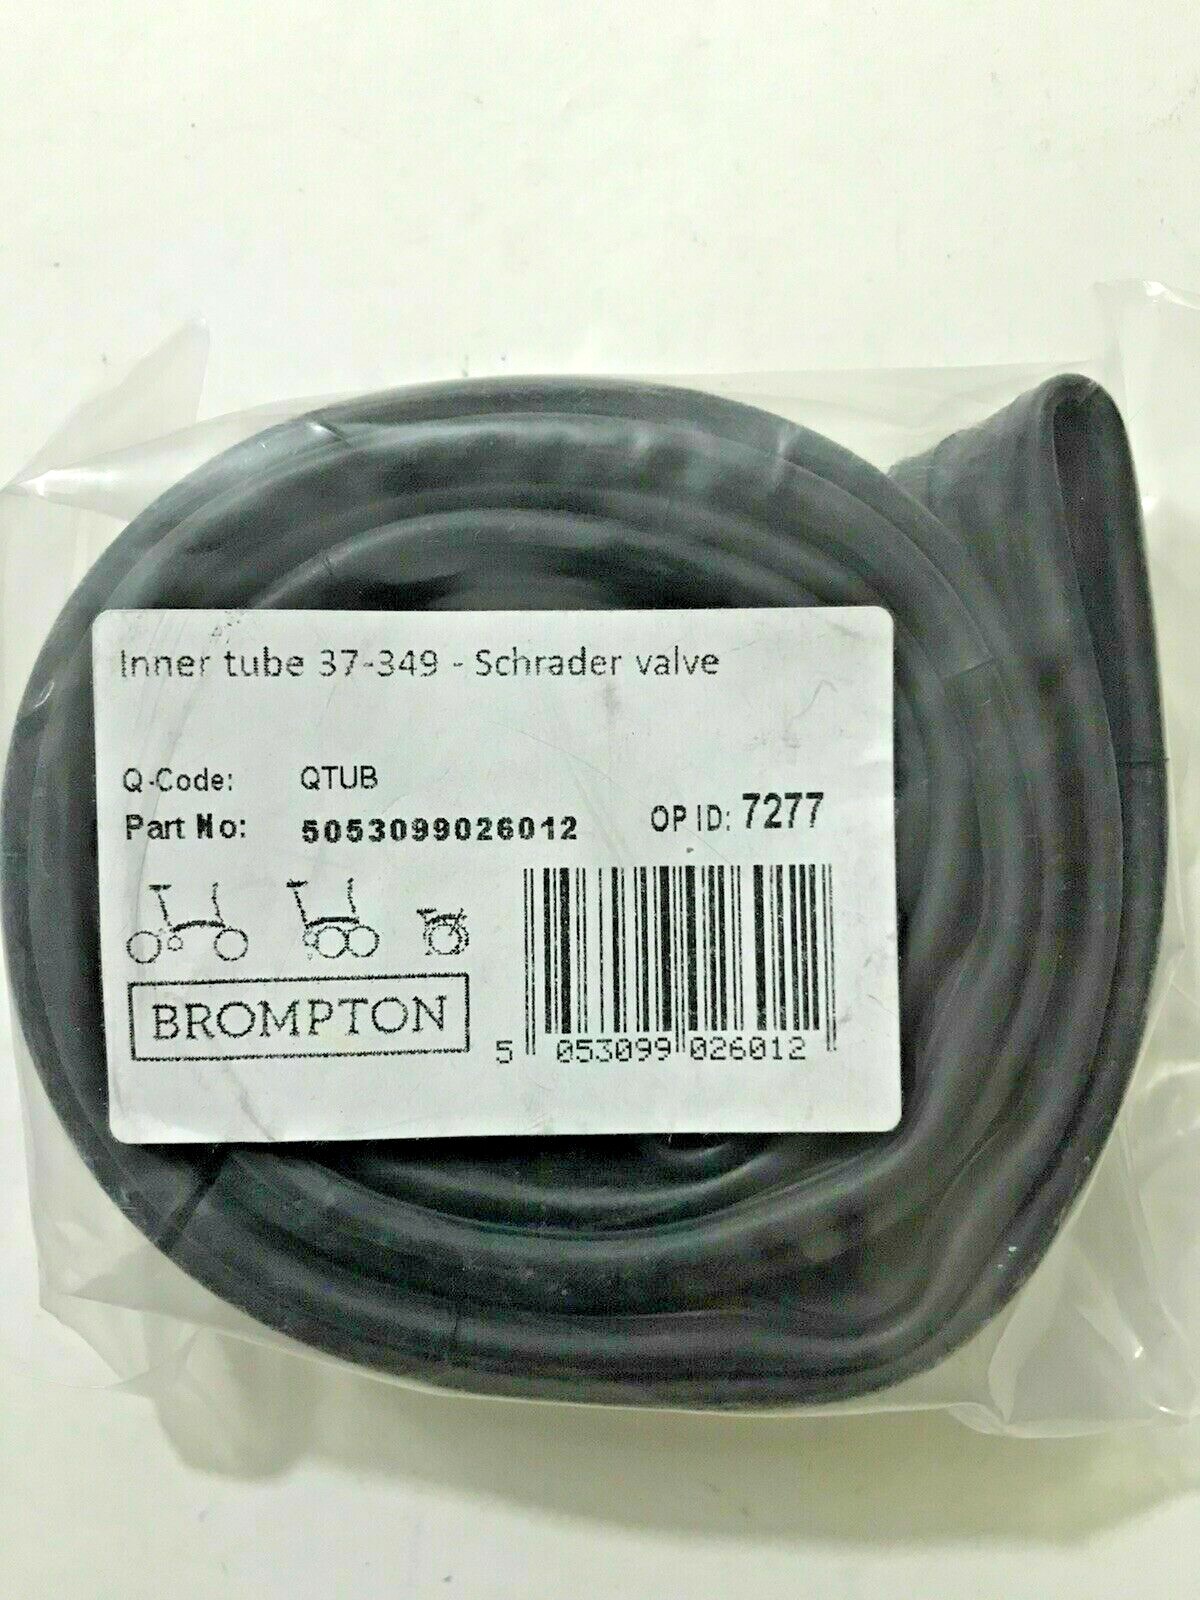 Inner tube 37-349 - Schrader valve
Q-Code: QTUB
Part No: 5053099026012 OP ID: 7277
BROMPTON
5 053099 026012